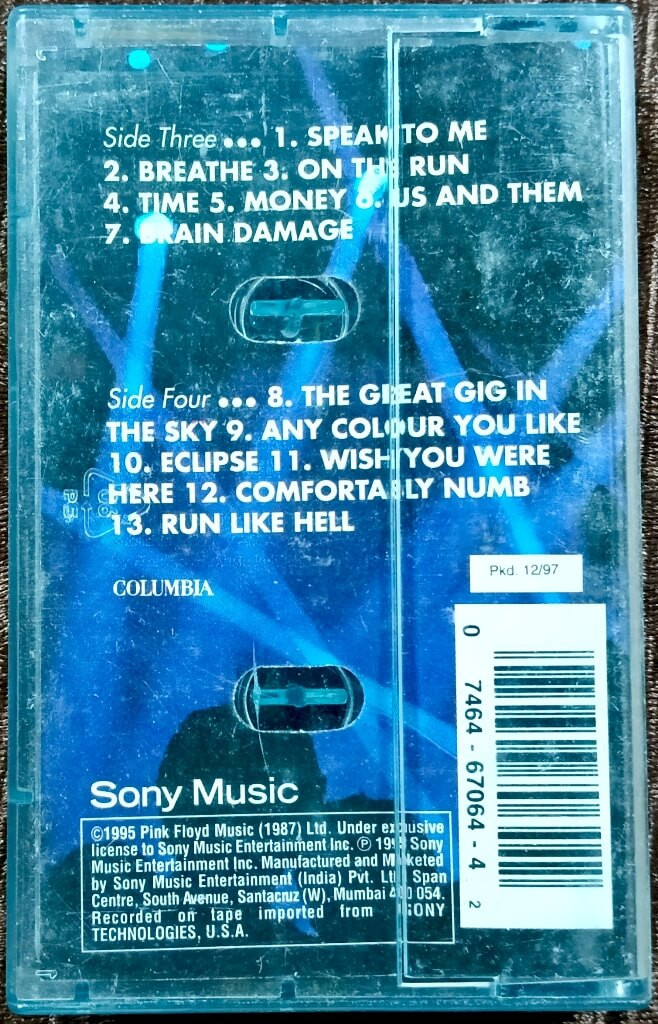 Side Three ••• 1. SPEAK TO ME
2. BREATHE 3. ON THE RUN
4. TIME 5. MONEY 6. US AND THEM
7. BRAIN DAMAGE
Side Four ••• 8. THE GREAT GIG IN
THE SKY 9. ANY COLOUR YOU LIKE
10. ECLIPSE 11. WISH YOU WERE
HERE 12. COMFORTABLY NUMB
13. RUN LIKE HELL
COLUMBIA
Pkd. 12/97
0 7464-67064-4 2
Sony Music
©1995 Pink Floyd Music (1987) Ltd. Under exclusive
license to Sony Music Entertainment Inc. ℗ 1995 Sony
Music Entertainment Inc. Manufactured and Marketed
by Sony Music Entertainment (India) Pvt. Ltd. Span
Centre, South Avenue, Santacruz (W), Mumbai 400 054.
Recorded on tape imported from SONY
TECHNOLOGIES, U.S.A.